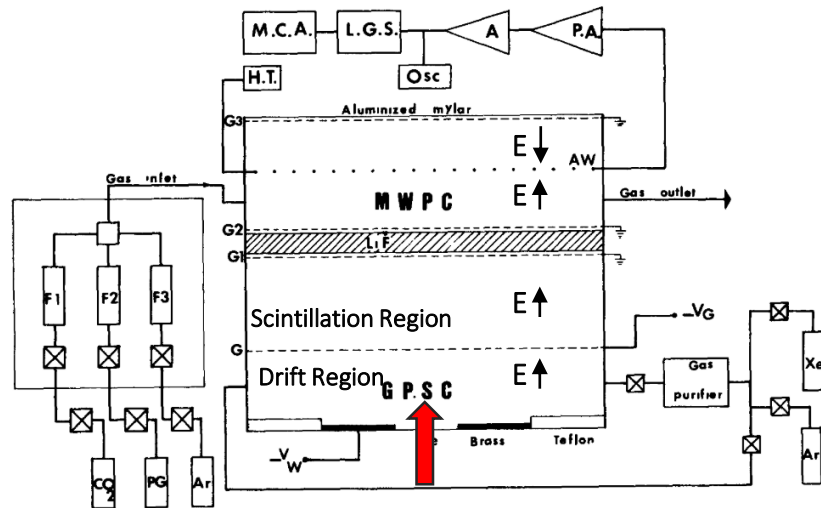 M.C.A.
L.G.S.
A
P.A.
H.T.
Osc
Aluminized mylar
G3
E
AW
Gas inlet
E
MWPC
Gas outlet
G2
LiF
G1
F1
F2
F3
E
Scintillation Region
–VG
G
Drift Region
E
GPSC
Gas
purifier
Xe
–VW
Brass
Teflon
CO2
PG
Ar
Ar